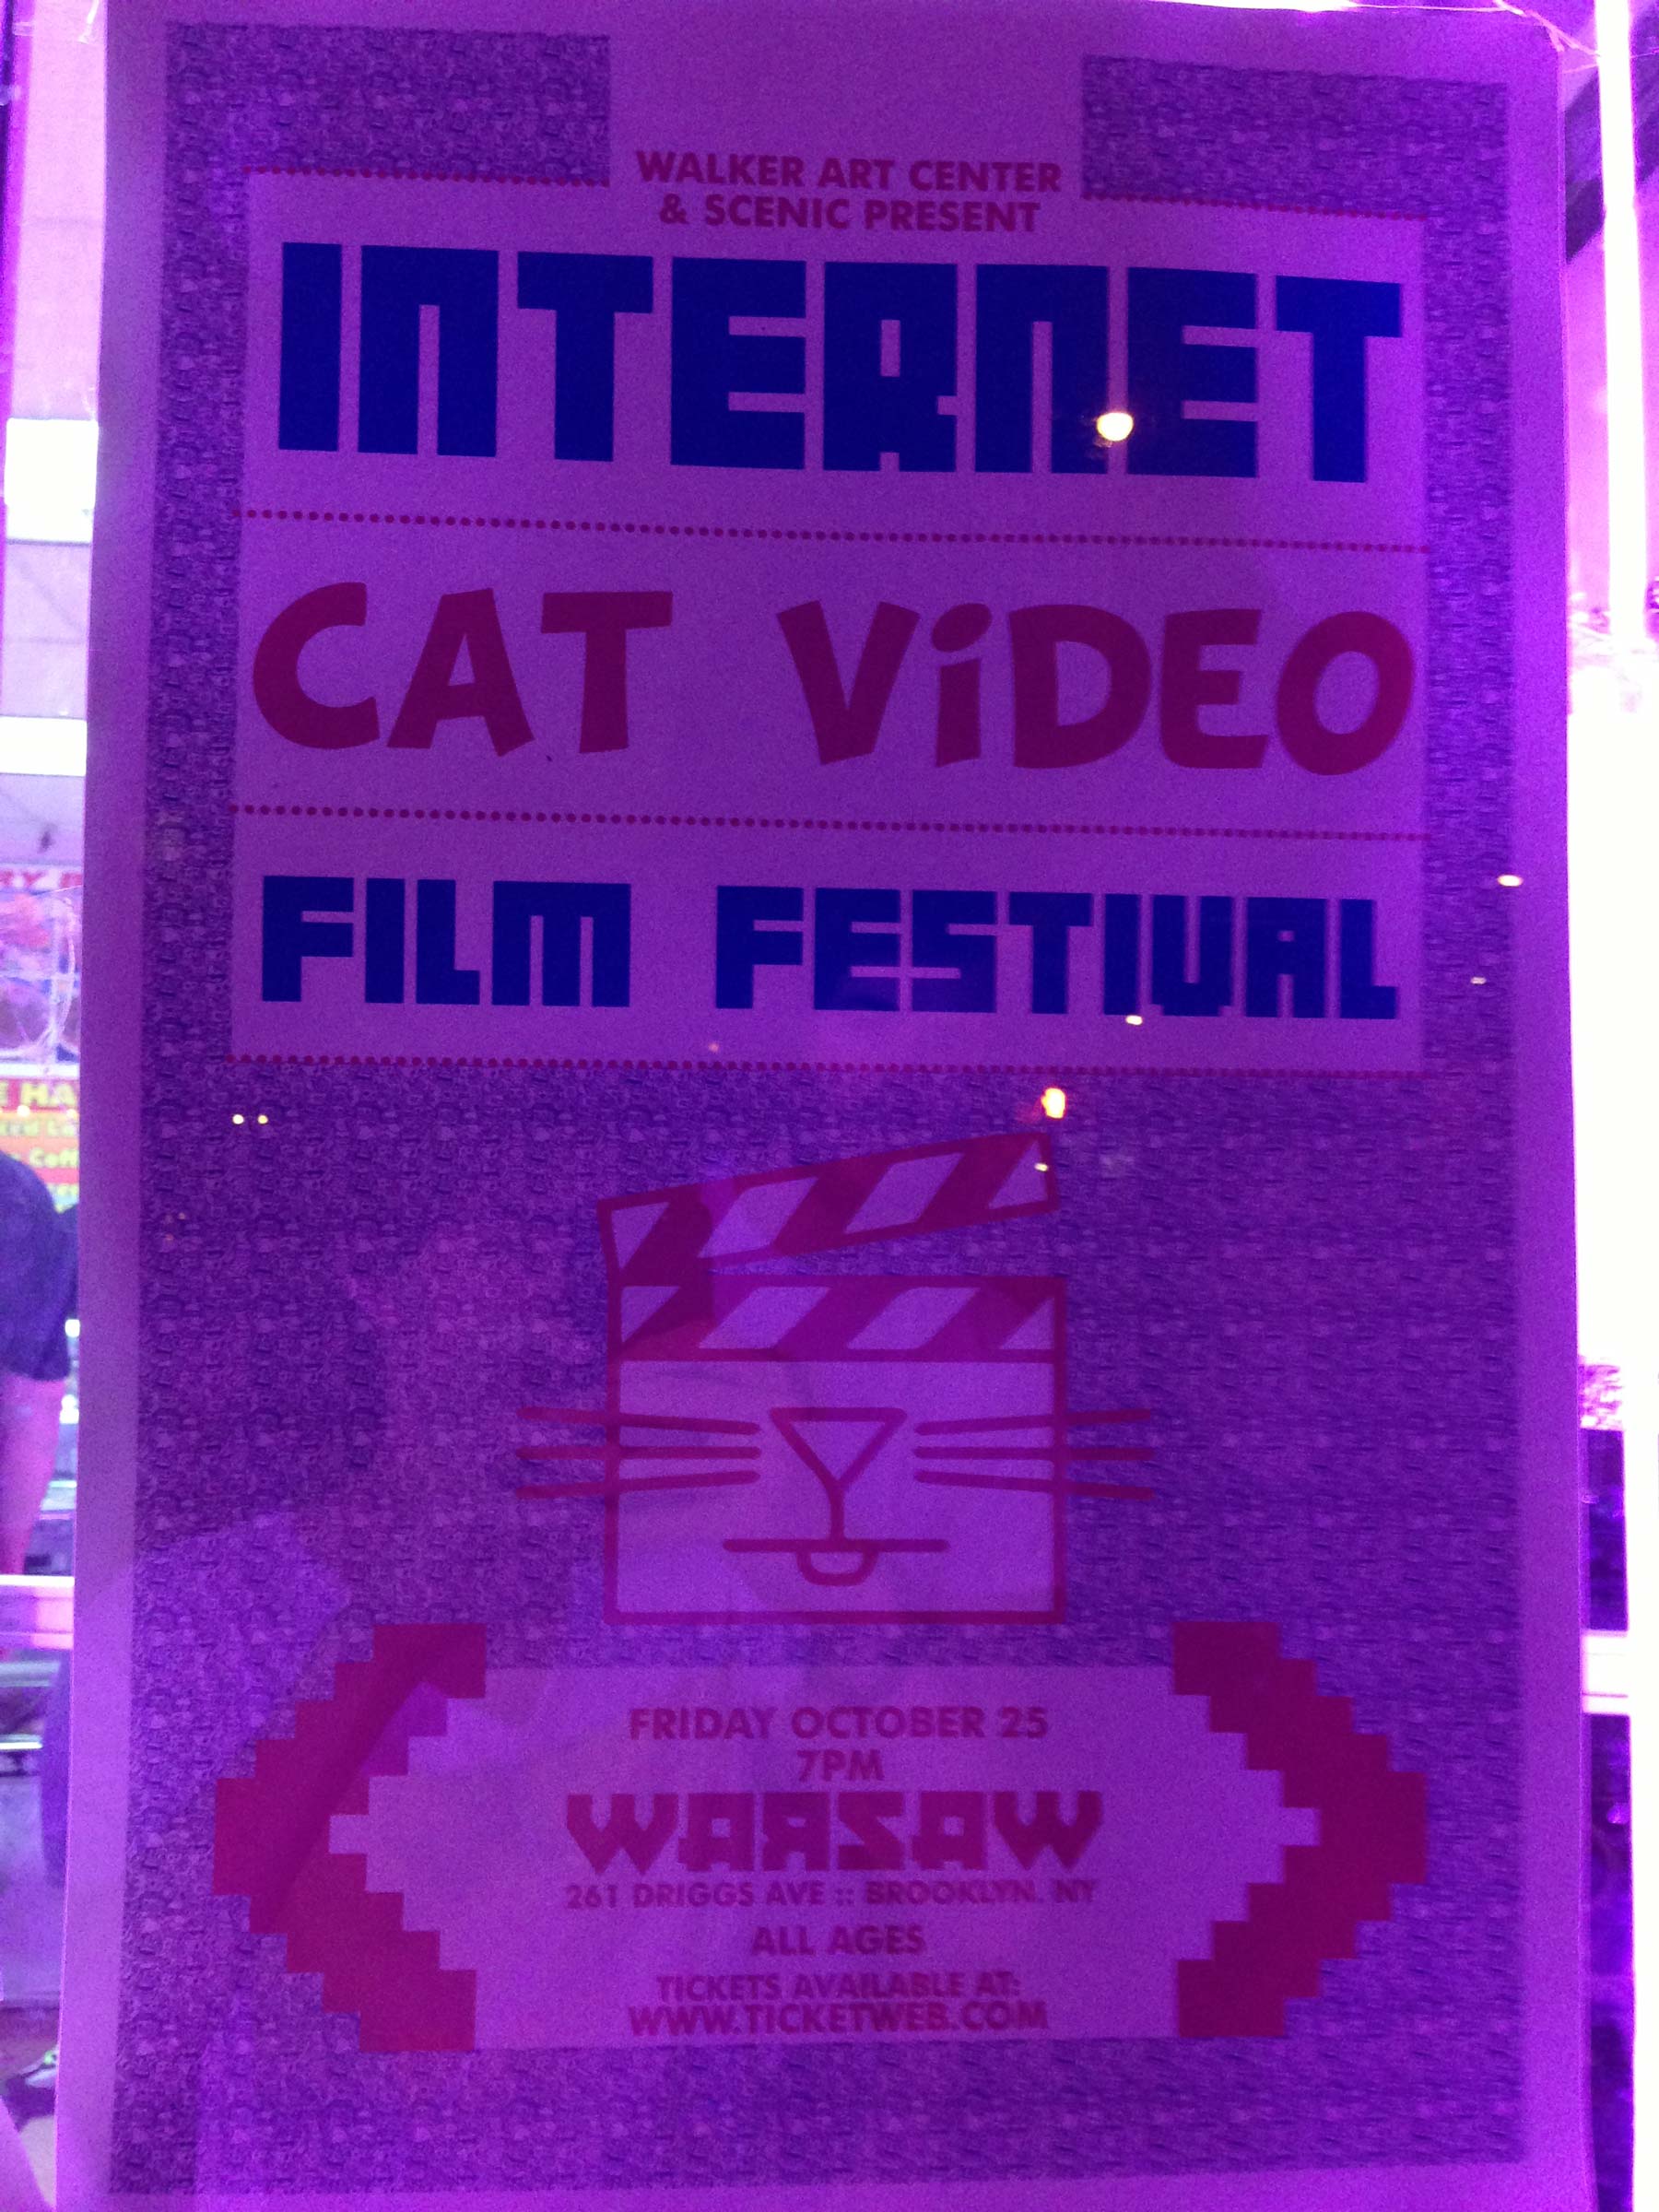 WALKER ART CENTER
& SCENIC PRESENT
INTERNET
CAT ViDEO
FILM FESTIVAL
FRIDAY OCTOBER 25
7PM
WARSAW
261 DRIGGS AVE :: BROOKLYN, NY
ALL AGES
TICKETS AVAILABLE AT:
WWW.TICKETWEB.COM